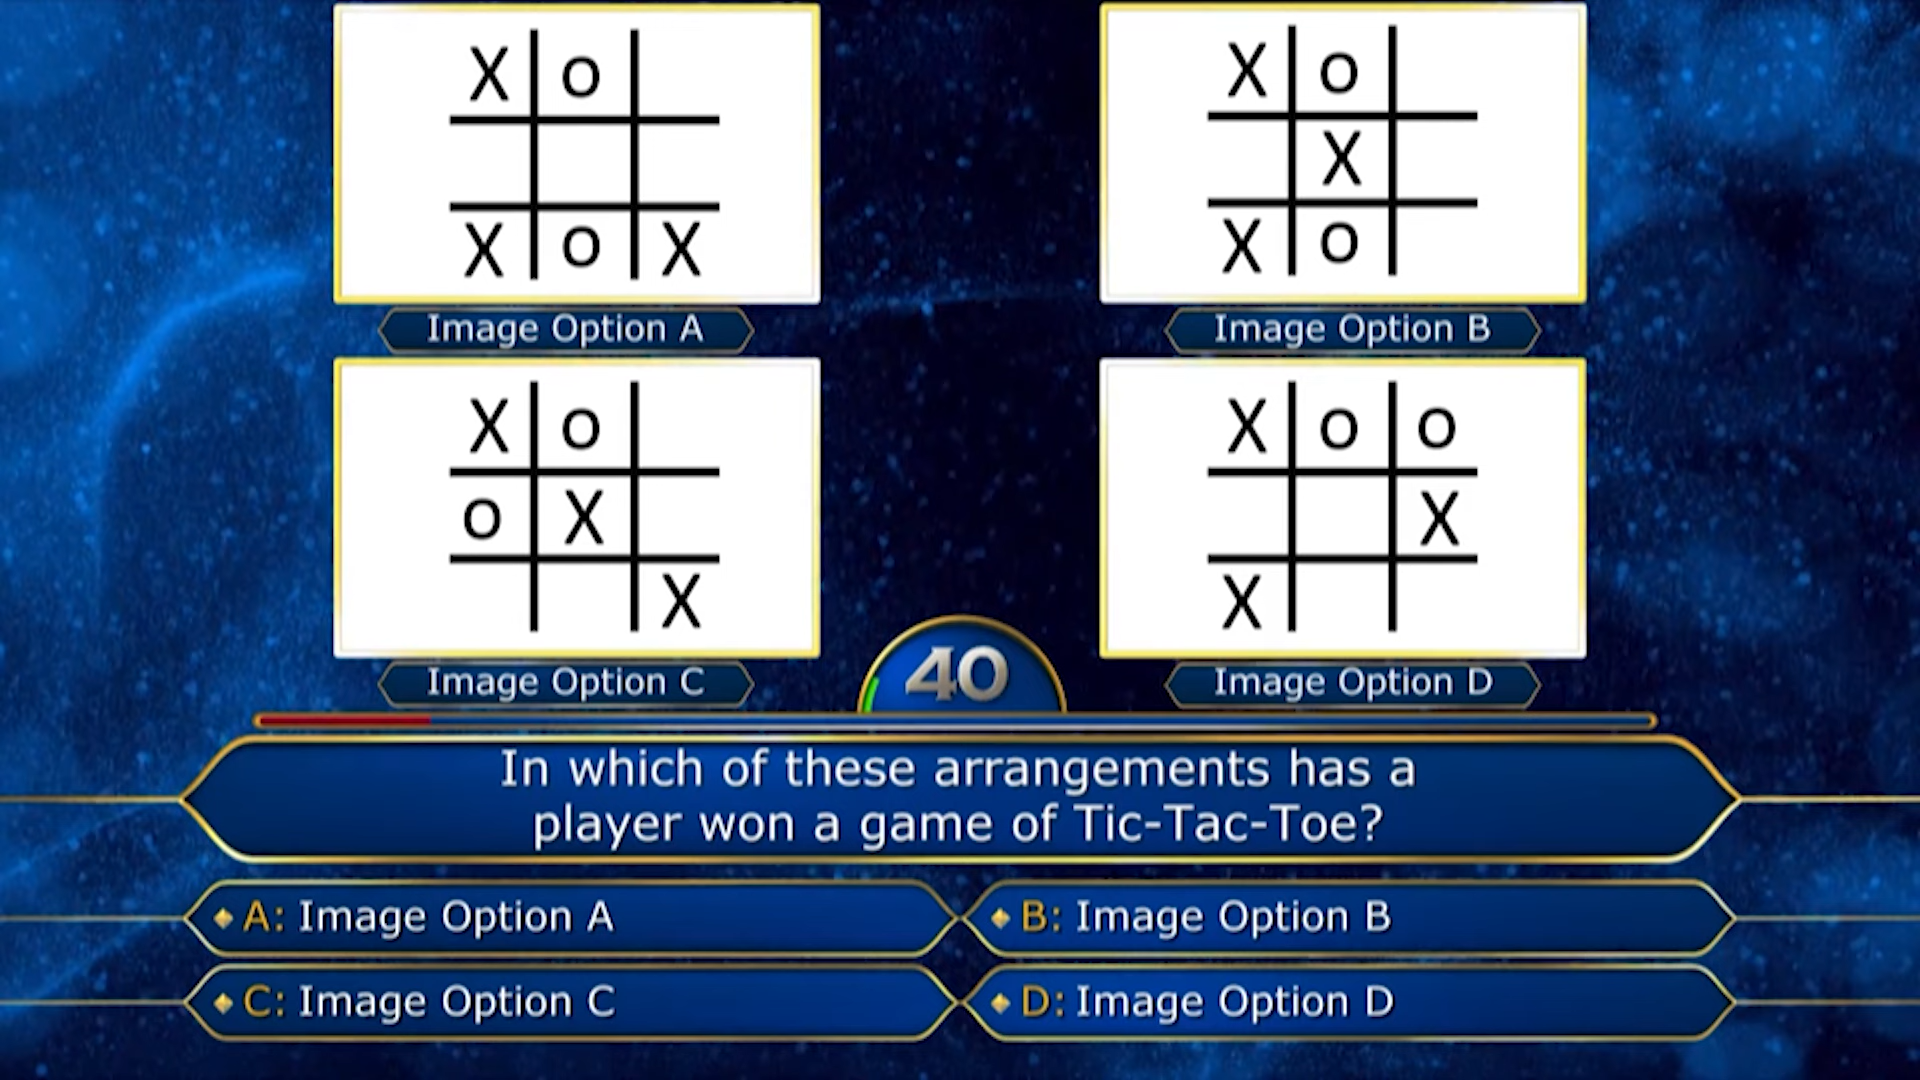 X O
X O X
Image Option A
X O
X
X O
Image Option B
X O
O X
X
Image Option C
X O O
X
X
Image Option D
40
In which of these arrangements has a
player won a game of Tic-Tac-Toe?
A: Image Option A
B: Image Option B
C: Image Option C
D: Image Option D